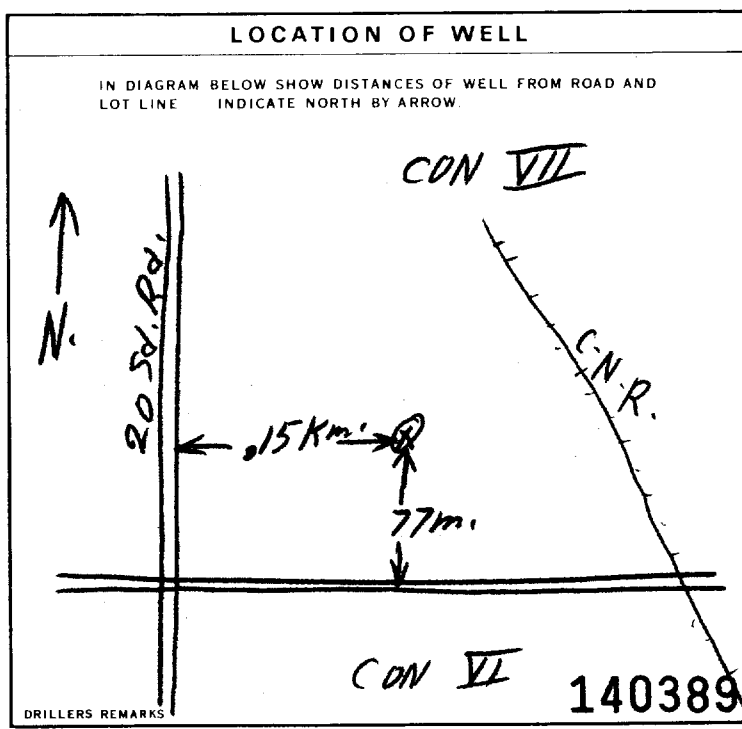 LOCATION OF WELL
IN DIAGRAM BELOW SHOW DISTANCES OF WELL FROM ROAD AND
LOT LINE INDICATE NORTH BY ARROW.
CON VII
N.
20 Sd. Rd.
C.N.R.
.15 Km.
77m.
CON VI
140389
DRILLERS REMARKS